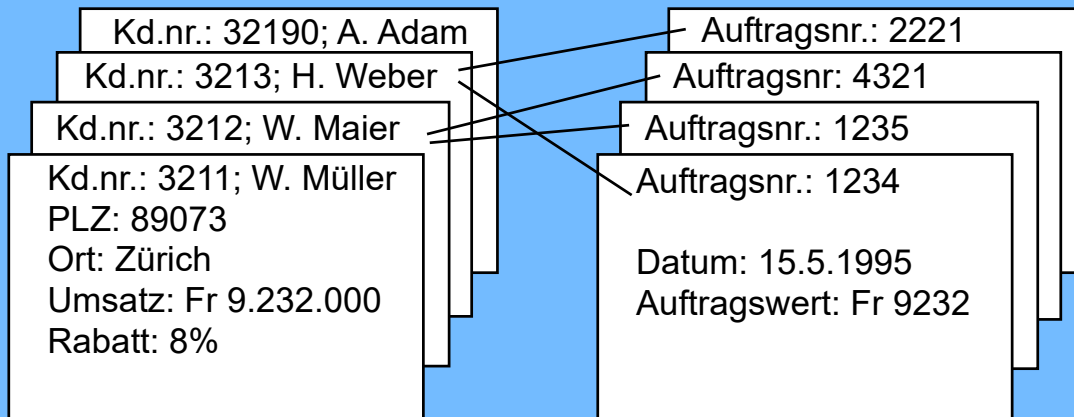 Kd.nr.: 32190; A. Adam
Kd.nr.: 3213; H. Weber
Kd.nr.: 3212; W. Maier
Kd.nr.: 3211; W. Müller
PLZ: 89073
Ort: Zürich
Umsatz: Fr 9.232.000
Rabatt: 8%
Auftragsnr.: 2221
Auftragsnr: 4321
Auftragsnr.: 1235
Auftragsnr.: 1234
Datum: 15.5.1995
Auftragswert: Fr 9232